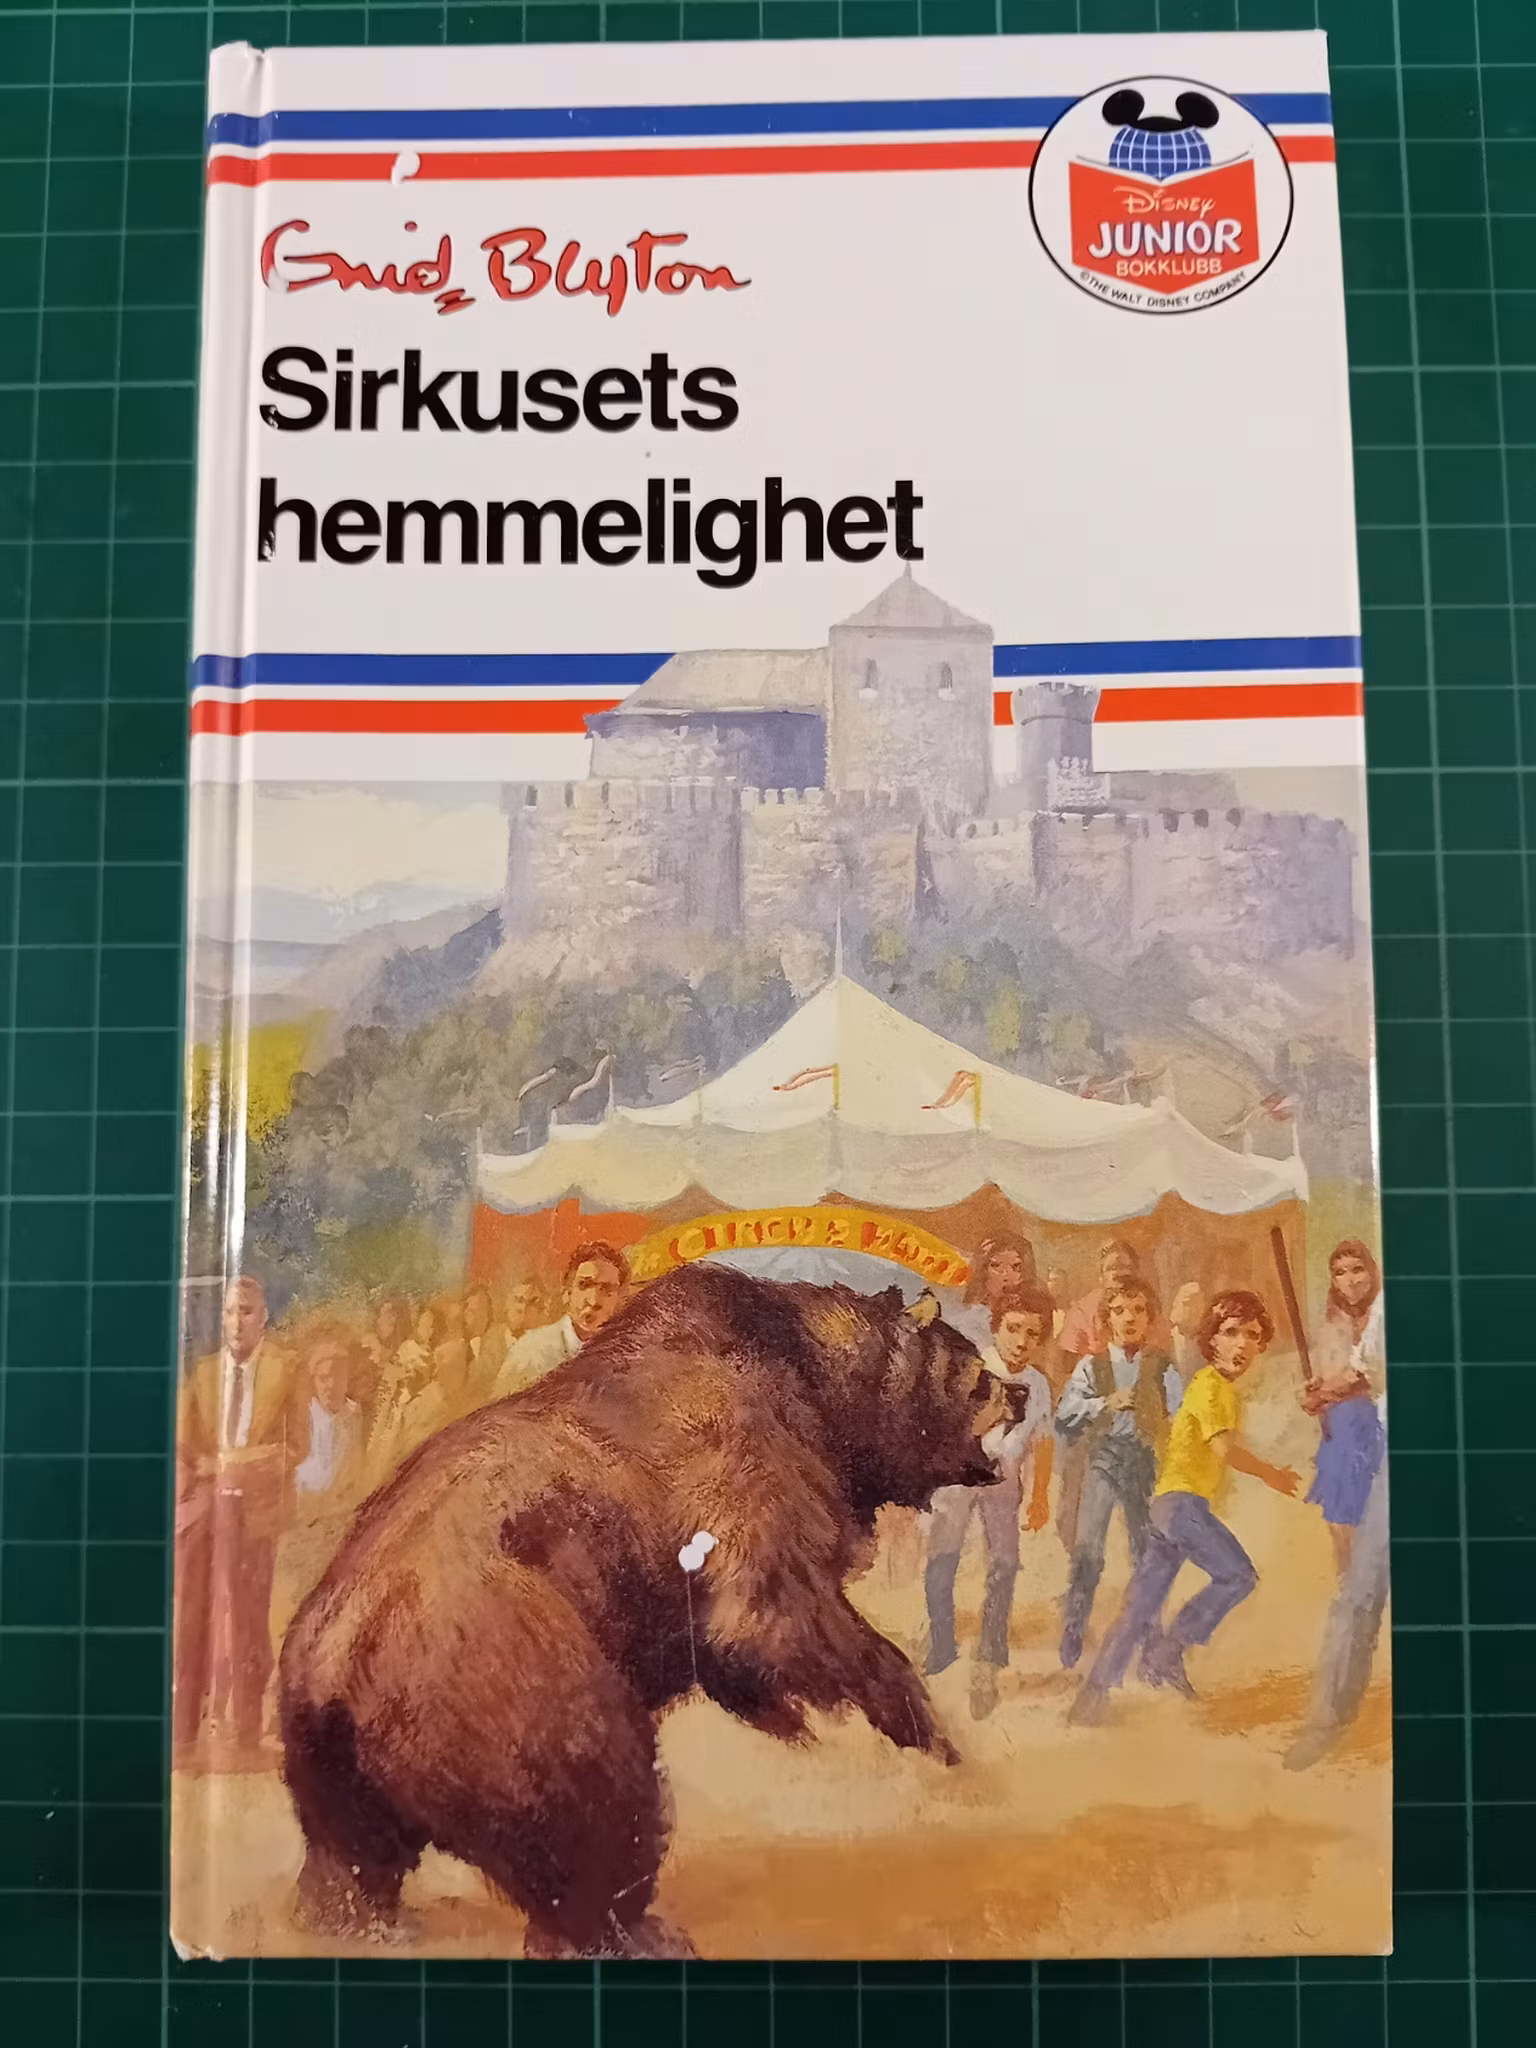 Enid Blyton
Sirkusets
hemmelighet
Disney
JUNIOR
BOKKLUBB
©THE WALT DISNEY COMPANY